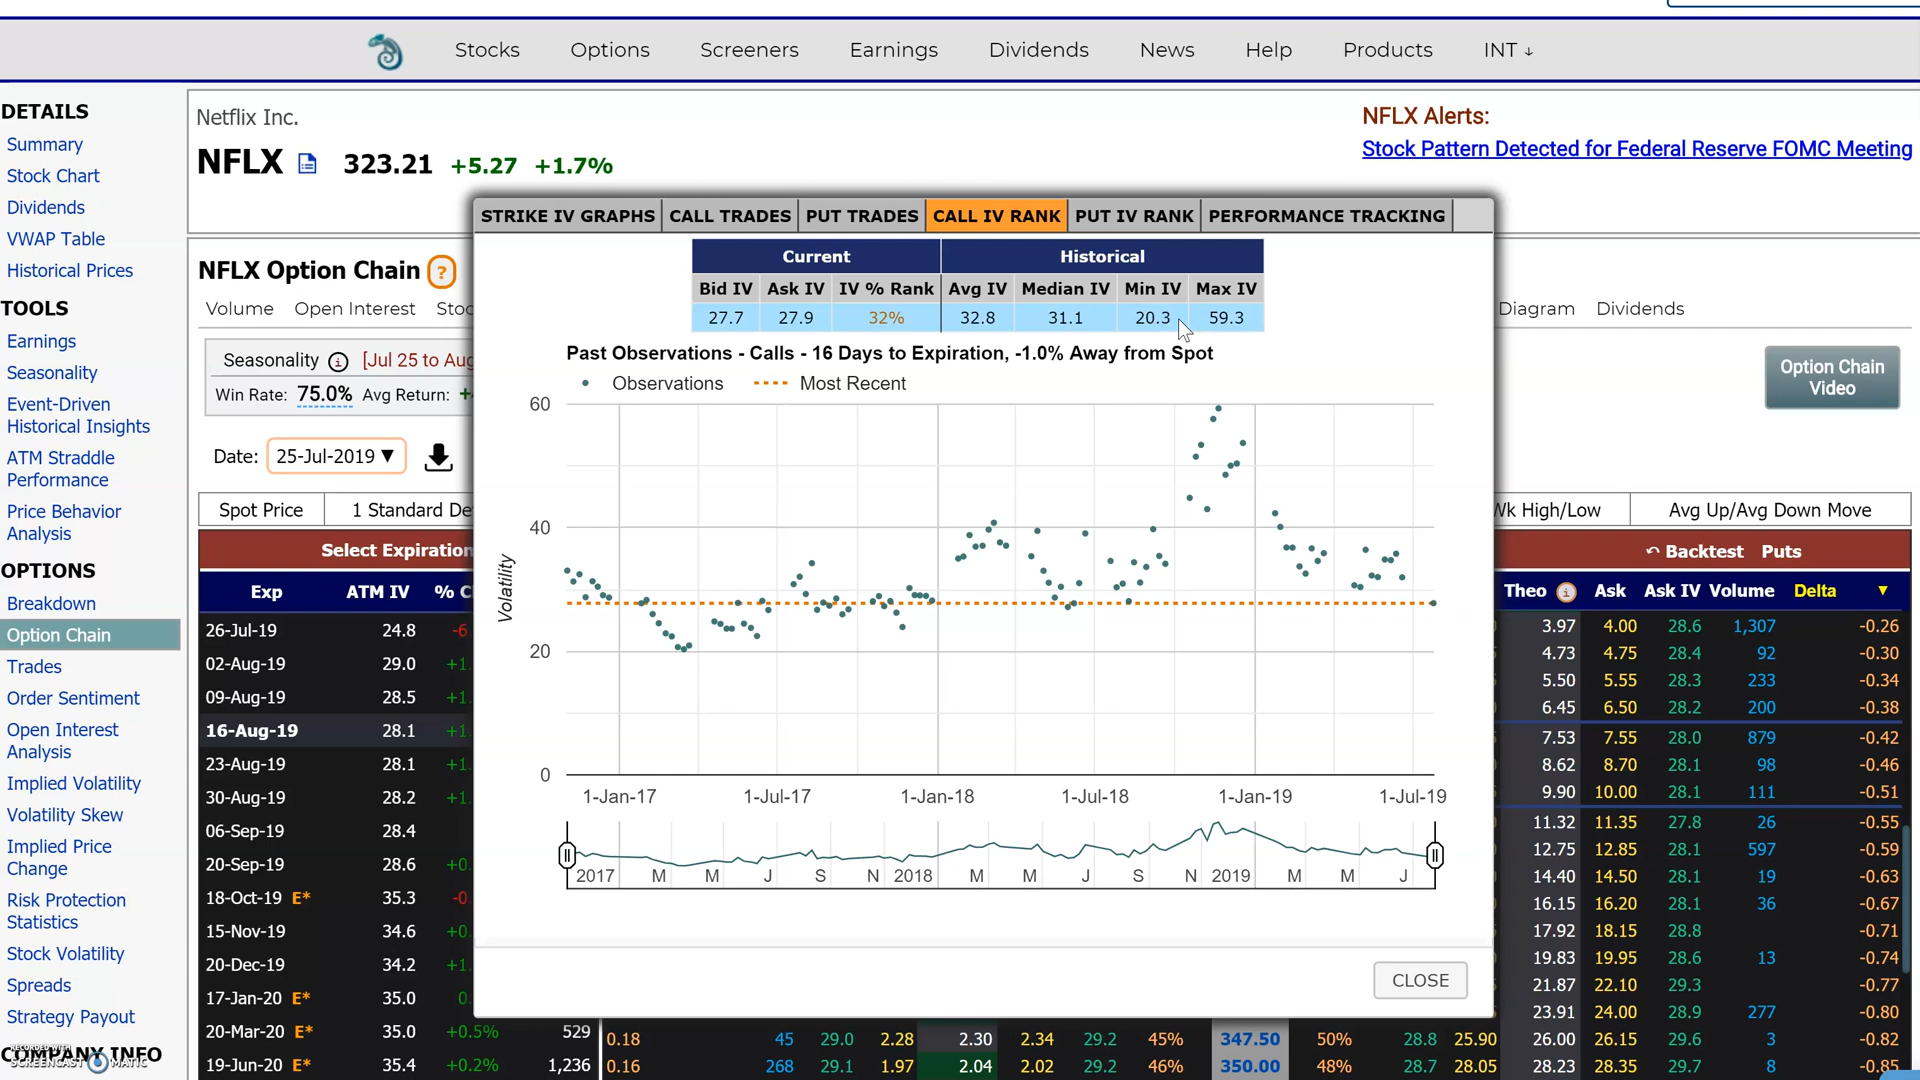 Stocks Options Screeners Earnings Dividends News Help Products INT ↓
DETAILS
Summary
Stock Chart
Dividends
VWAP Table
Historical Prices
TOOLS
Earnings
Seasonality
Event-Driven
Historical Insights
ATM Straddle
Performance
Price Behavior
Analysis
OPTIONS
Breakdown
Option Chain
Trades
Order Sentiment
Open Interest
Analysis
Implied Volatility
Volatility Skew
Implied Price
Change
Risk Protection
Statistics
Stock Volatility
Spreads
Strategy Payout
COMPANY INFO
RECORDED WITH
SCREENCAST MATIC
Netflix Inc.
NFLX 323.21 +5.27 +1.7%
NFLX Alerts:
Stock Pattern Detected for Federal Reserve FOMC Meeting
NFLX Option Chain ?
Volume Open Interest Diagram Dividends
Seasonality i [Jul 25 to Aug
Win Rate: 75.0% Avg Return:
Option Chain
Video
Date: 25-Jul-2019 ▼
Spot Price 1 Standard De
Wk High/Low Avg Up/Avg Down Move
Select Expiration
Exp ATM IV % C
26-Jul-19 24.8 -6
02-Aug-19 29.0 +1
09-Aug-19 28.5 +1
16-Aug-19 28.1 +1
23-Aug-19 28.1 +1
30-Aug-19 28.2 +1
06-Sep-19 28.4
20-Sep-19 28.6 +0
18-Oct-19 E* 35.3 -0
15-Nov-19 34.6 +0
20-Dec-19 34.2 +1
17-Jan-20 E* 35.0 0
20-Mar-20 E* 35.0 +0.5% 529
19-Jun-20 E* 35.4 +0.2% 1,236
STRIKE IV GRAPHS CALL TRADES PUT TRADES CALL IV RANK PUT IV RANK PERFORMANCE TRACKING
Current Historical
Bid IV Ask IV IV % Rank Avg IV Median IV Min IV Max IV
27.7 27.9 32% 32.8 31.1 20.3 59.3
Past Observations - Calls - 16 Days to Expiration, -1.0% Away from Spot
Observations Most Recent
Volatility
60
40
20
0
1-Jan-17 1-Jul-17 1-Jan-18 1-Jul-18 1-Jan-19 1-Jul-19
2017 M M J S N 2018 M M J S N 2019 M M J
CLOSE
Backtest Puts
Theo i Ask Ask IV Volume Delta ▼
3.97 4.00 28.6 1,307 -0.26
4.73 4.75 28.4 92 -0.30
5.50 5.55 28.3 233 -0.34
6.45 6.50 28.2 200 -0.38
7.53 7.55 28.0 879 -0.42
8.62 8.70 28.1 98 -0.46
9.90 10.00 28.1 111 -0.51
11.32 11.35 27.8 26 -0.55
12.75 12.85 28.1 597 -0.59
14.40 14.50 28.1 19 -0.63
16.15 16.20 28.1 36 -0.67
17.92 18.15 28.8 -0.71
19.83 19.95 28.6 13 -0.74
21.87 22.10 29.3 -0.77
23.91 24.00 28.9 277 -0.80
0.18 45 29.0 2.28 2.30 2.34 29.2 45% 347.50 50% 28.8 25.90 26.00 26.15 29.6 3 -0.82
0.16 268 29.1 1.97 2.04 2.02 29.2 46% 350.00 48% 28.7 28.05 28.23 28.35 29.7 8 -0.85